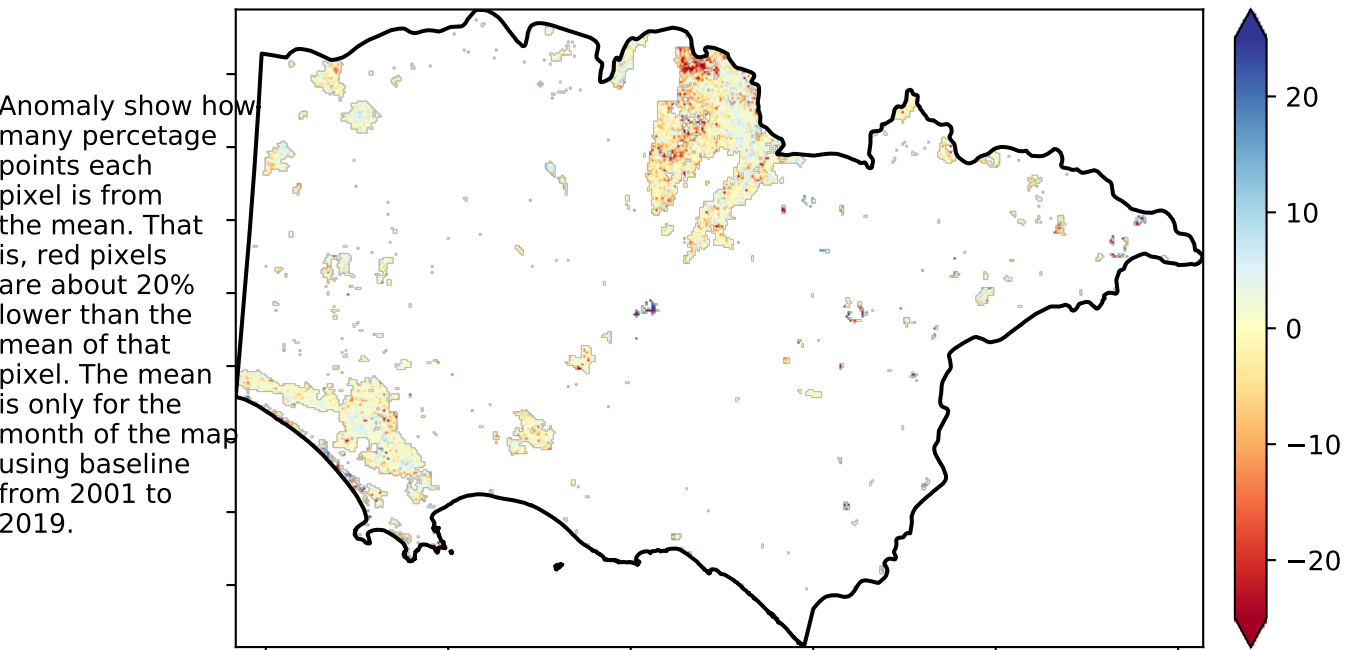 Anomaly show how
many percetage
points each
pixel is from
the mean. That
is, red pixels
are about 20%
lower than the
mean of that
pixel. The mean
is only for the
month of the map
using baseline
from 2001 to
2019.
20
10
0
−10
−20